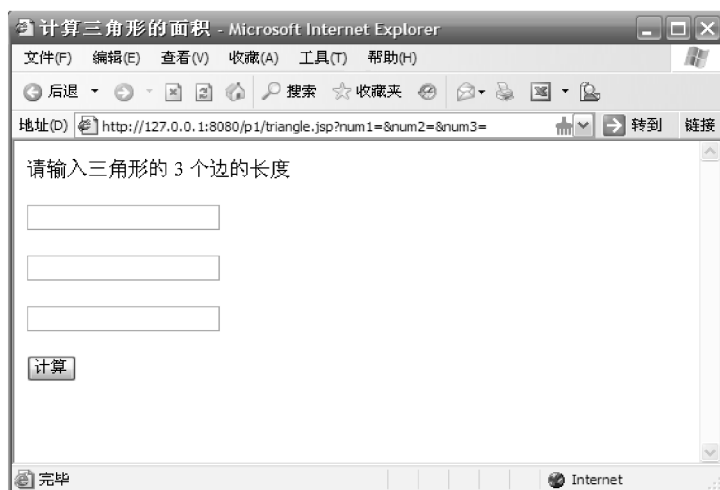 计算三角形的面积 - Microsoft Internet Explorer
文件(F) 编辑(E) 查看(V) 收藏(A) 工具(T) 帮助(H)
后退 搜索 收藏夹
地址(D) http://127.0.0.1:8080/p1/triangle.jsp?num1=&num2=&num3= 转到 链接
请输入三角形的 3 个边的长度
计算
完毕 Internet